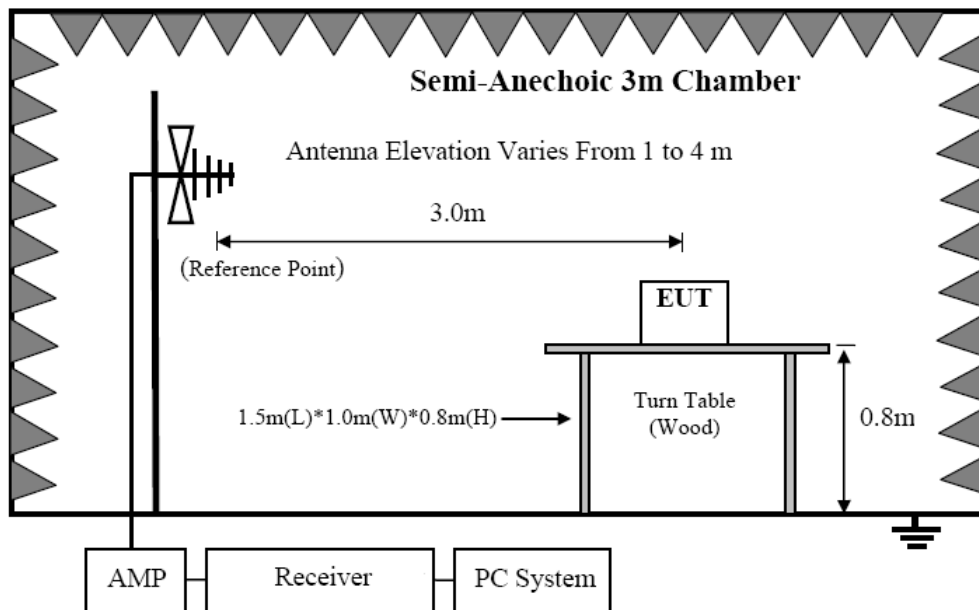 Semi-Anechoic 3m Chamber
Antenna Elevation Varies From 1 to 4 m
3.0m
(Reference Point)
EUT
1.5m(L)*1.0m(W)*0.8m(H)
Turn Table
(Wood)
0.8m
AMP
Receiver
PC System